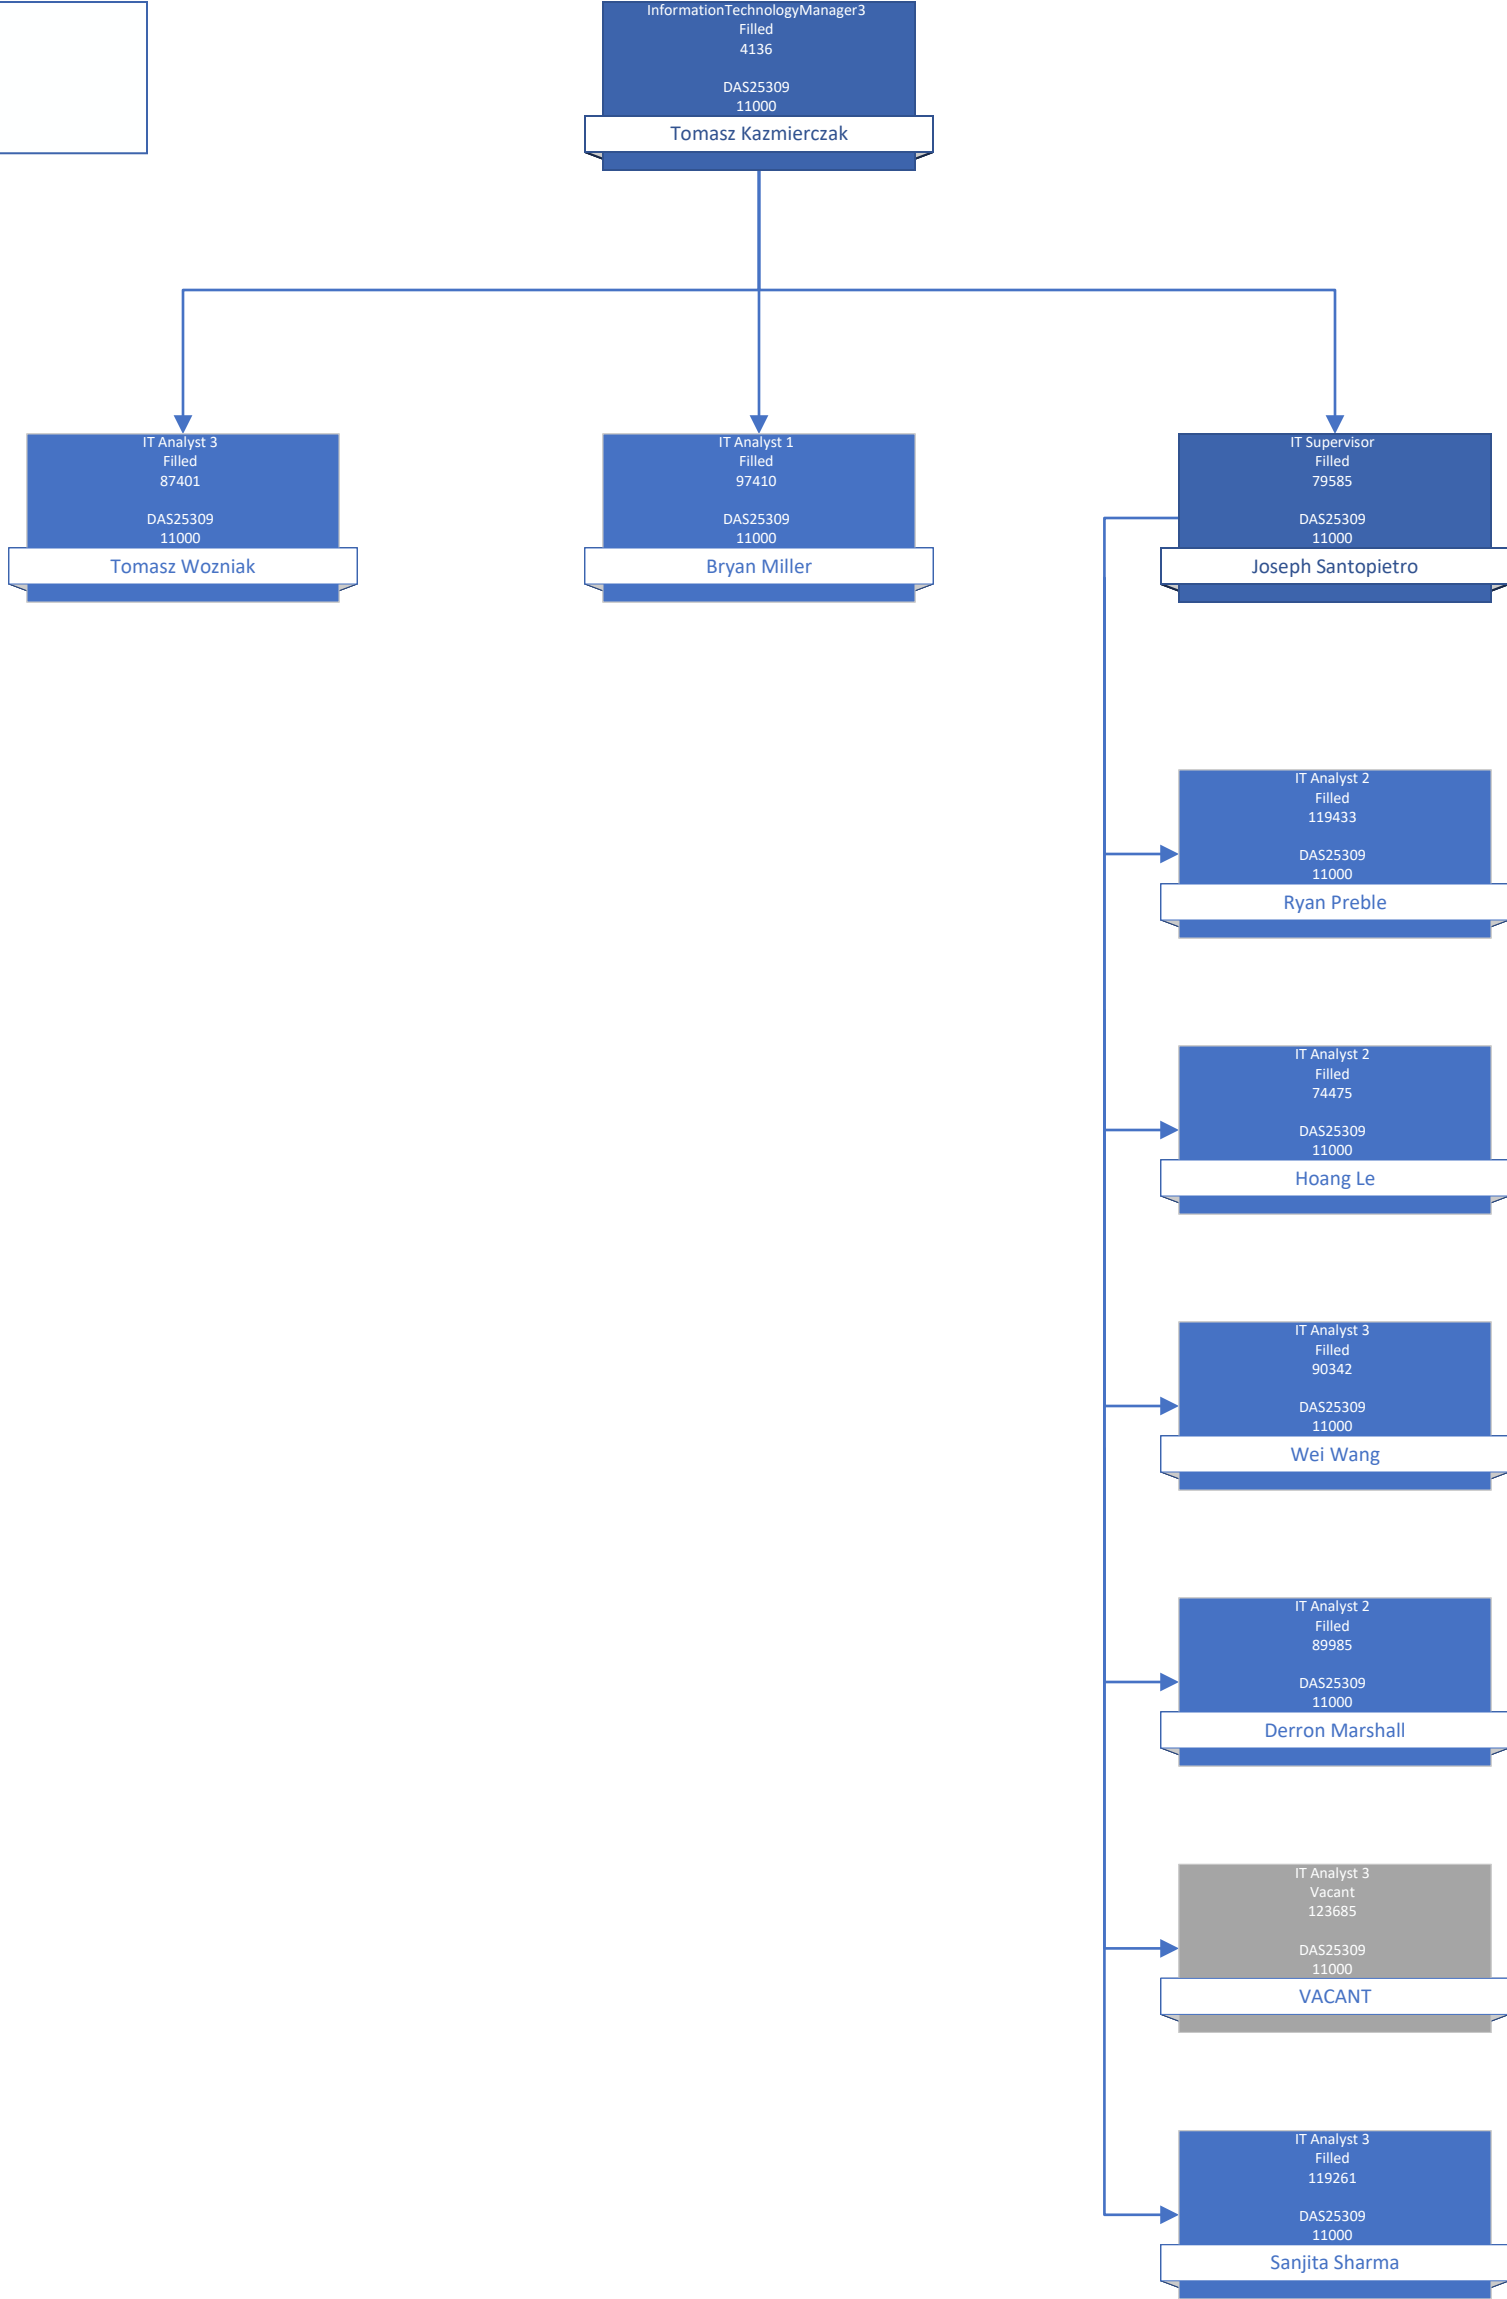 InformationTechnologyManager3
Filled
4136
DAS25309
11000
Tomasz Kazmierczak
IT Analyst 3
Filled
87401
DAS25309
11000
Tomasz Wozniak
IT Analyst 1
Filled
97410
DAS25309
11000
Bryan Miller
IT Supervisor
Filled
79585
DAS25309
11000
Joseph Santopietro
IT Analyst 2
Filled
119433
DAS25309
11000
Ryan Preble
IT Analyst 2
Filled
74475
DAS25309
11000
Hoang Le
IT Analyst 3
Filled
90342
DAS25309
11000
Wei Wang
IT Analyst 2
Filled
89985
DAS25309
11000
Derron Marshall
IT Analyst 3
Vacant
123685
DAS25309
11000
VACANT
IT Analyst 3
Filled
119261
DAS25309
11000
Sanjita Sharma